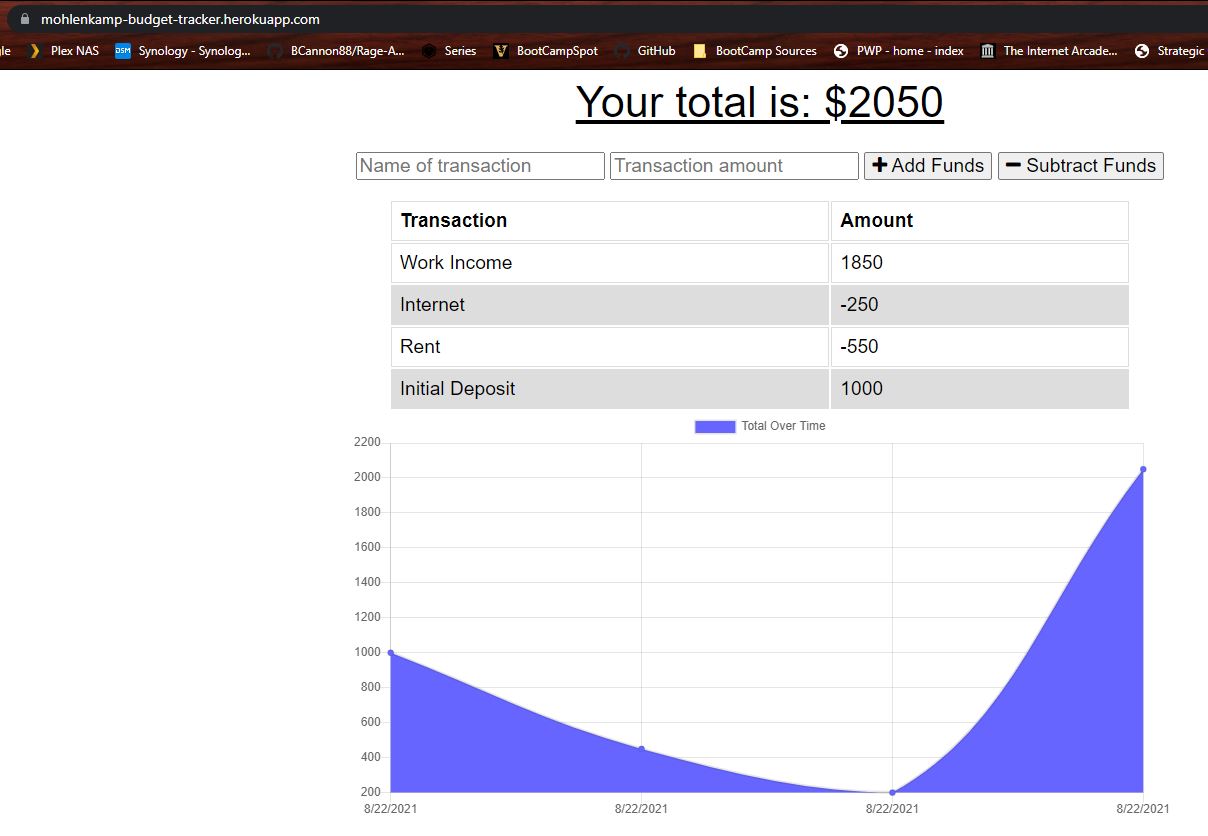 mohlenkamp-budget-tracker.herokuapp.com
le Plex NAS DSM Synology - Synolog... BCannon88/Rage-A... Series V BootCampSpot GitHub BootCamp Sources PWP - home - index The Internet Arcade... Strategic
Your total is: $2050
Name of transaction Transaction amount Add Funds Subtract Funds
Transaction Amount
Work Income 1850
Internet -250
Rent -550
Initial Deposit 1000
Total Over Time
2200
2000
1800
1600
1400
1200
1000
800
600
400
200
8/22/2021 8/22/2021 8/22/2021 8/22/2021